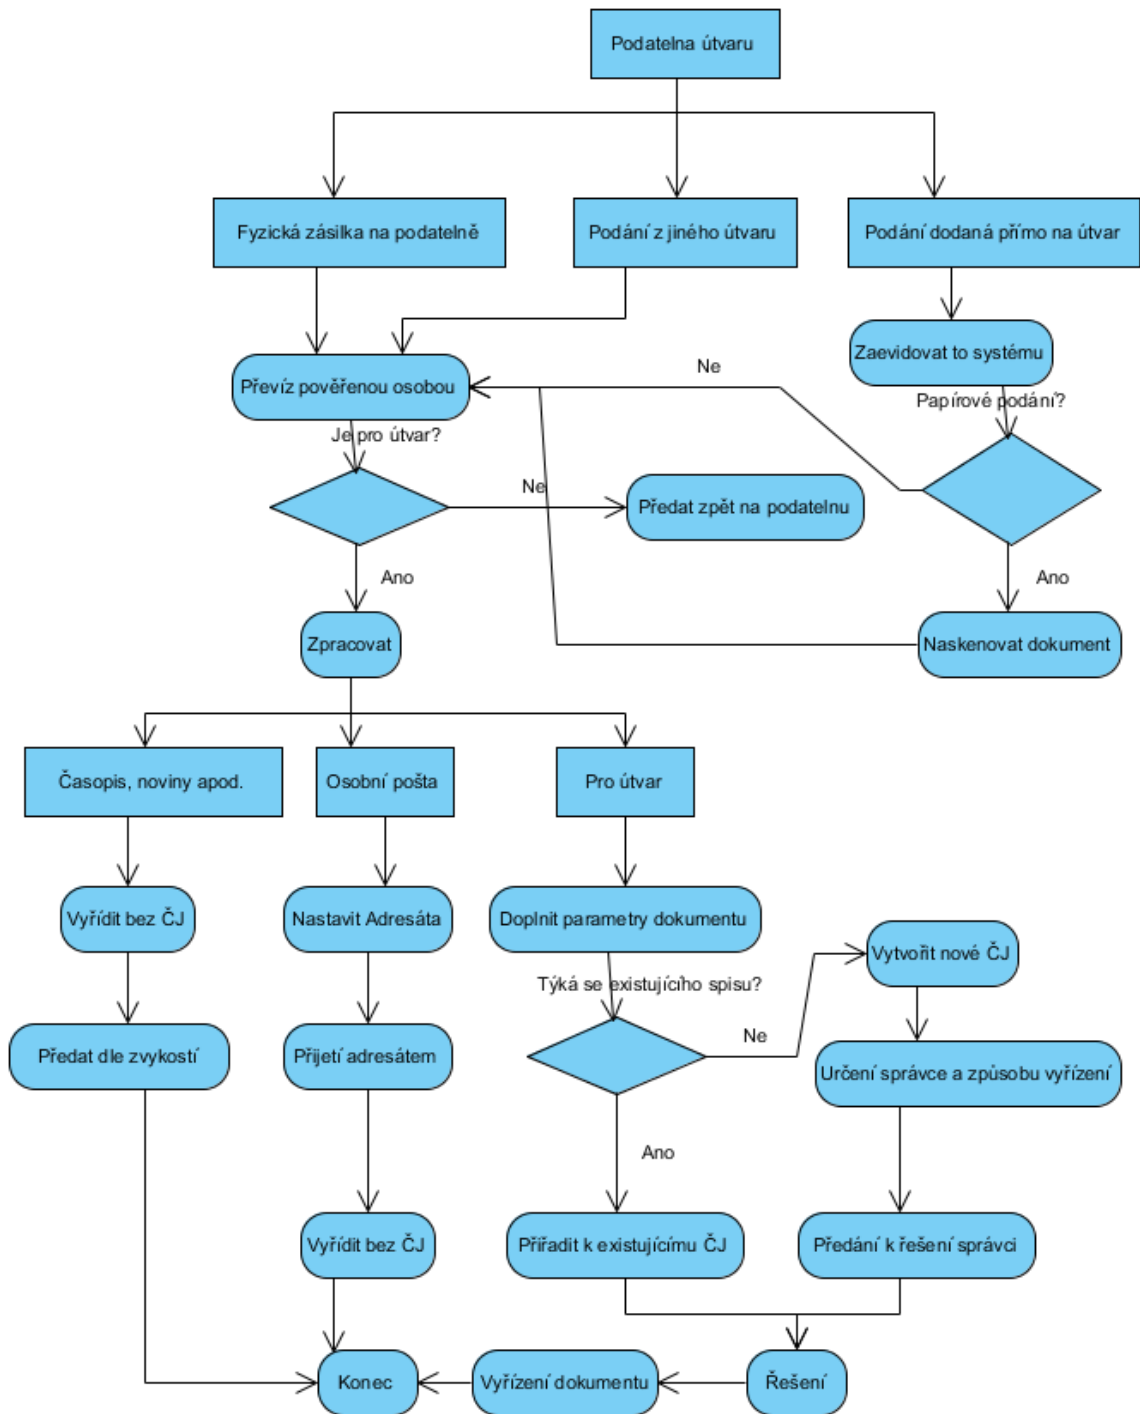 Podatelna útvaru
Fyzická zásilka na podatelně
Podání z jiného útvaru
Podání dodaná přímo na útvar
Zaevidovat to systému
Ne
Převíz pověřenou osobou
Papírové podání?
Je pro útvar?
Ne
Předat zpět na podatelnu
Ano
Ano
Zpracovat
Naskenovat dokument
Časopis, noviny apod.
Osobní pošta
Pro útvar
Vyřídit bez ČJ
Nastavit Adresáta
Doplnit parametry dokumentu
Vytvořit nové ČJ
Týká se existujícího spisu?
Ne
Předat dle zvykostí
Přijetí adresátem
Určení správce a způsobu vyřízení
Ano
Vyřídit bez ČJ
Přiřadit k existujícímu ČJ
Předání k řešení správci
Konec
Vyřízení dokumentu
Řešení